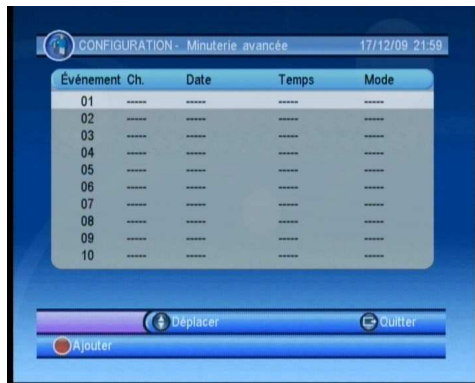 CONFIGURATION - Minuterie avancée 17/12/09 21:59
Événement Ch. Date Temps Mode
01 ----- ----- ----- -----
02 ----- ----- ----- -----
03 ----- ----- ----- -----
04 ----- ----- ----- -----
05 ----- ----- ----- -----
06 ----- ----- ----- -----
07 ----- ----- ----- -----
08 ----- ----- ----- -----
09 ----- ----- ----- -----
10 ----- ----- ----- -----
Déplacer Quitter
Ajouter